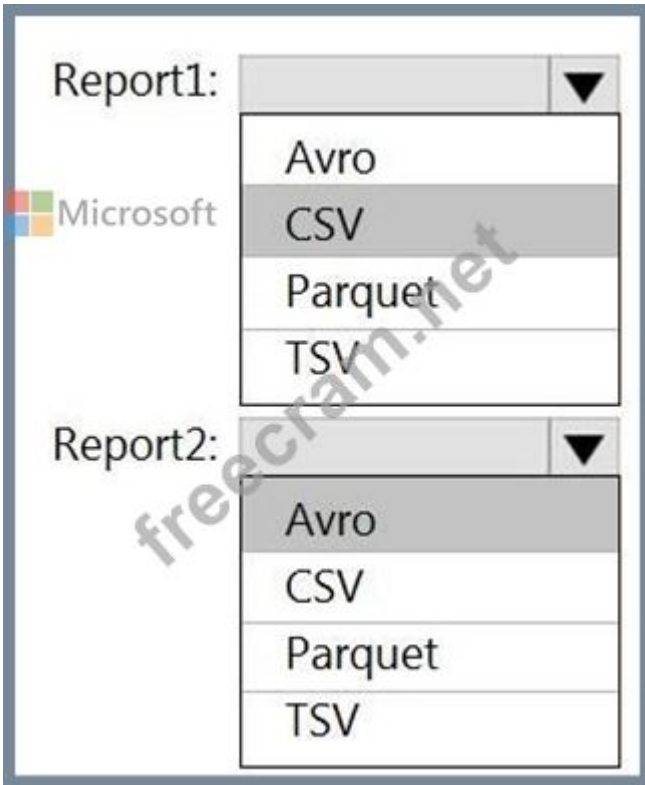 Report1:
Avro
Microsoft
CSV
Parquet
TSV
Report2:
Avro
CSV
Parquet
TSV
freecram.net